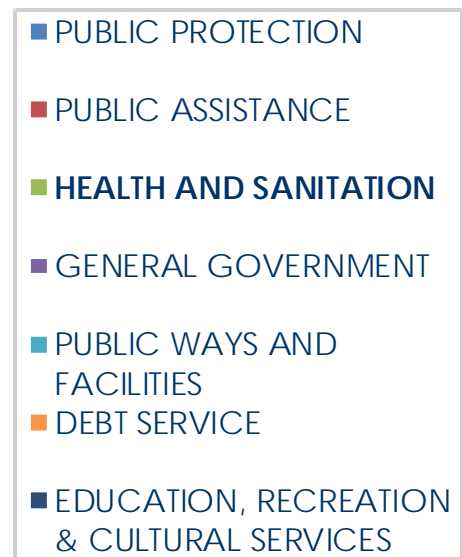 PUBLIC PROTECTION
PUBLIC ASSISTANCE
HEALTH AND SANITATION
GENERAL GOVERNMENT
PUBLIC WAYS AND
FACILITIES
DEBT SERVICE
EDUCATION, RECREATION
& CULTURAL SERVICES